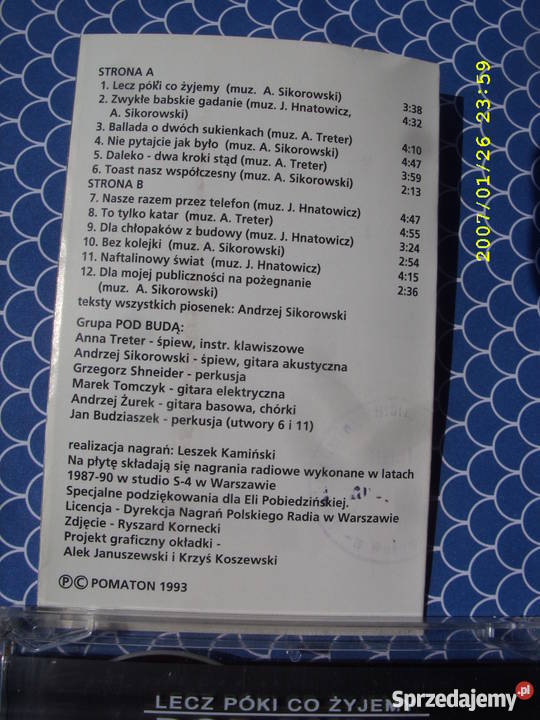 STRONA A
1. Lecz póki co żyjemy (muz. A. Sikorowski) 3:38
2. Zwykłe babskie gadanie (muz. J. Hnatowicz,
A. Sikorowski) 4:32
3. Ballada o dwóch sukienkach (muz. A. Treter) 4:10
4. Nie pytajcie jak było (muz. A. Sikorowski) 4:47
5. Daleko - dwa kroki stąd (muz. A. Treter) 3:59
6. Toast nasz współczesny (muz. A. Sikorowski) 2:13
STRONA B
7. Nasze razem przez telefon (muz. J. Hnatowicz) 4:47
8. To tylko katar (muz. A. Treter) 4:55
9. Dla chłopaków z budowy (muz. J. Hnatowicz) 3:24
10. Bez kolejki (muz. A. Sikorowski) 2:54
11. Naftalinowy świat (muz. J. Hnatowicz) 4:15
12. Dla mojej publiczności na pożegnanie 2:36
(muz. A. Sikorowski)
teksty wszystkich piosenek: Andrzej Sikorowski
Grupa POD BUDĄ:
Anna Treter - śpiew, instr. klawiszowe
Andrzej Sikorowski - śpiew, gitara akustyczna
Grzegorz Shneider - perkusja
Marek Tomczyk - gitara elektryczna
Andrzej Żurek - gitara basowa, chórki
Jan Budziaszek - perkusja (utwory 6 i 11)
realizacja nagrań: Leszek Kamiński
Na płytę składają się nagrania radiowe wykonane w latach
1987-90 w studio S-4 w Warszawie
Specjalne podziękowania dla Eli Pobiedzińskiej.
Licencja - Dyrekcja Nagrań Polskiego Radia w Warszawie
Zdjęcie - Ryszard Kornecki
Projekt graficzny okładki -
Alek Januszewski i Krzyś Koszewski
℗© POMATON 1993
2007/01/26 23:59
LECZ PÓKI CO ŻYJEM
Sprzedajemy.pl